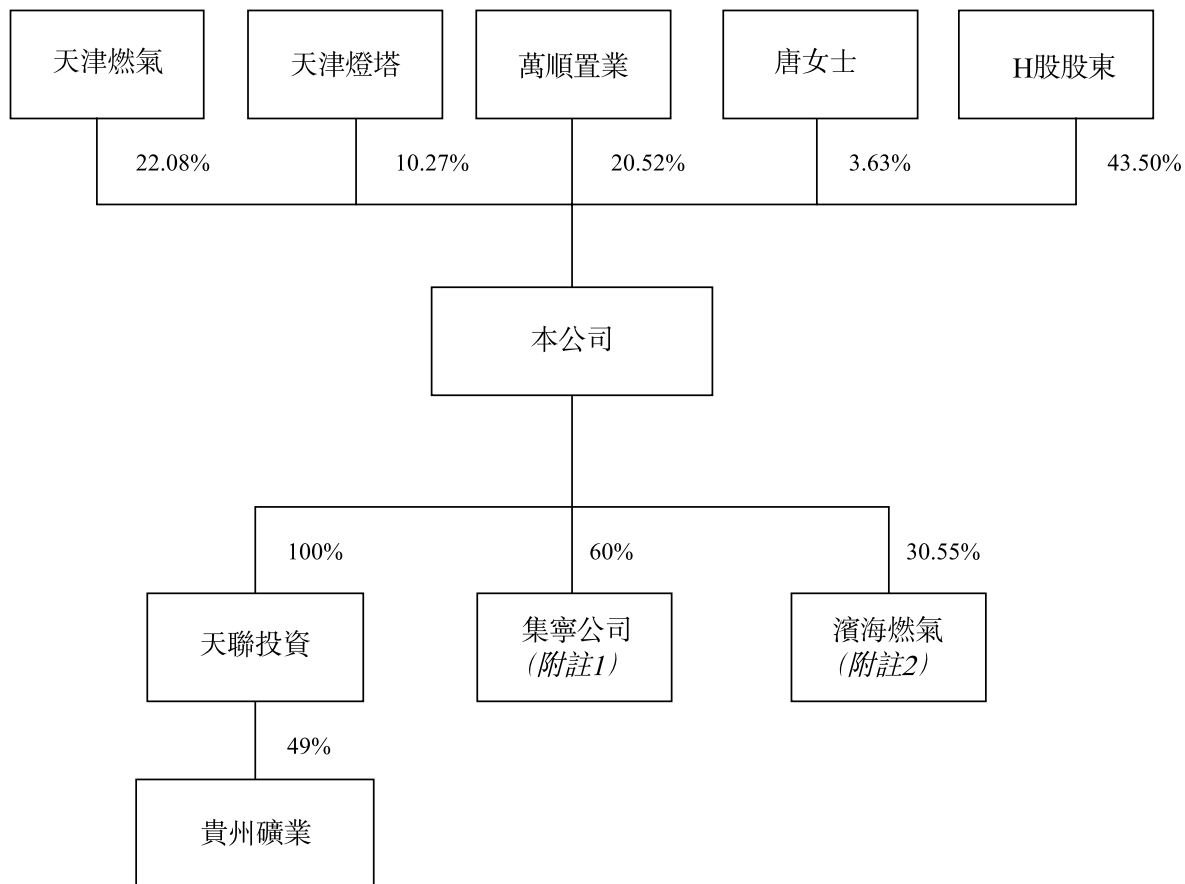 天津燃氣
天津燈塔
萬順置業
唐女士
H股股東
22.08%
10.27%
20.52%
3.63%
43.50%
本公司
100%
60%
30.55%
天聯投資
集寧公司
（附註1）
濱海燃氣
（附註2）
49%
貴州礦業